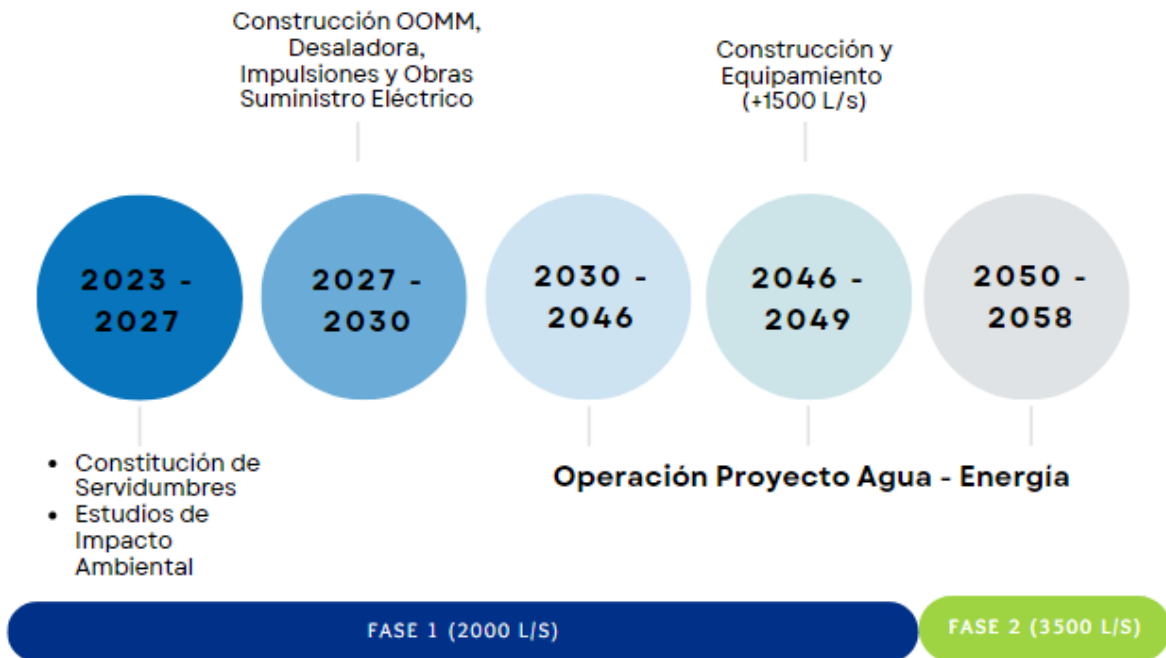 Construcción OOMM,
Desaladora,
Impulsiones y Obras
Suministro Eléctrico
Construcción y
Equipamiento
(+1500 L/s)
2023 -
2027
2027 -
2030
2030 -
2046
2046 -
2049
2050 -
2058
• Constitución de
Servidumbres
• Estudios de
Impacto
Ambiental
Operación Proyecto Agua - Energía
FASE 1 (2000 L/S)
FASE 2 (3500 L/S)